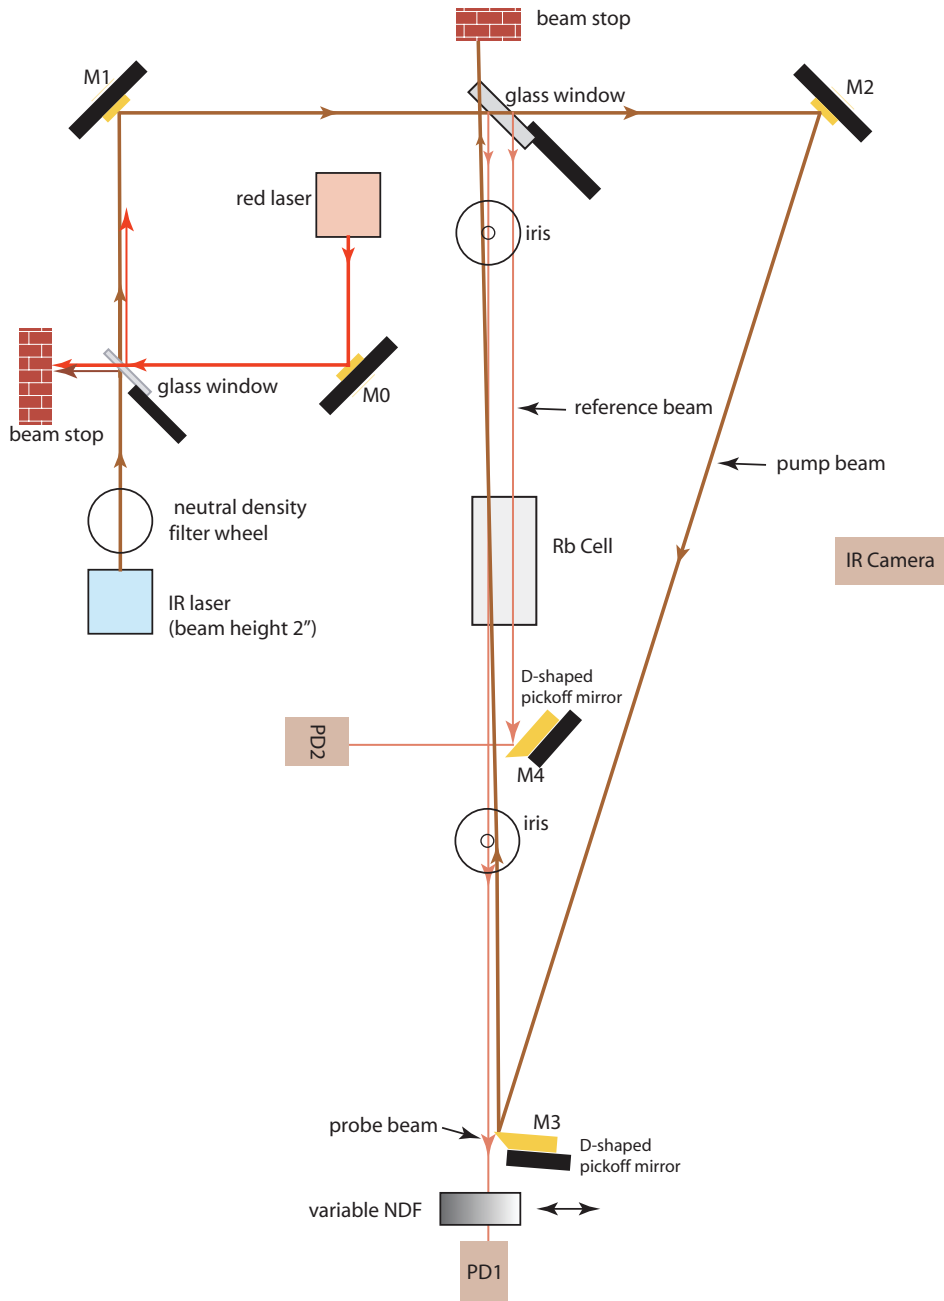 beam stop
M1
glass window
M2
red laser
iris
glass window
M0
beam stop
reference beam
pump beam
neutral density
filter wheel
Rb Cell
IR Camera
IR laser
(beam height 2”)
D-shaped
pickoff mirror
PD2
M4
iris
probe beam
M3
D-shaped
pickoff mirror
variable NDF
PD1